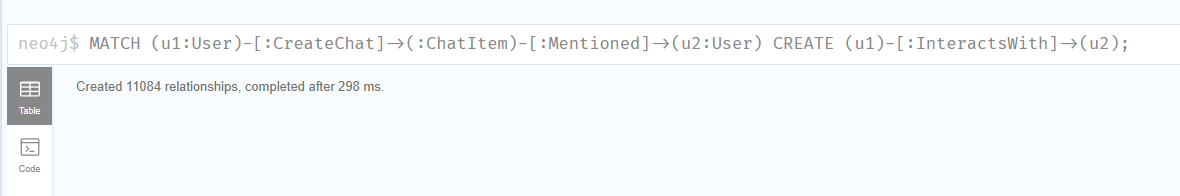 neo4j$ MATCH (u1:User)-[:CreateChat]→(:ChatItem)-[:Mentioned]→(u2:User) CREATE (u1)-[:InteractsWith]→(u2);
Created 11084 relationships, completed after 298 ms.
Table
Code